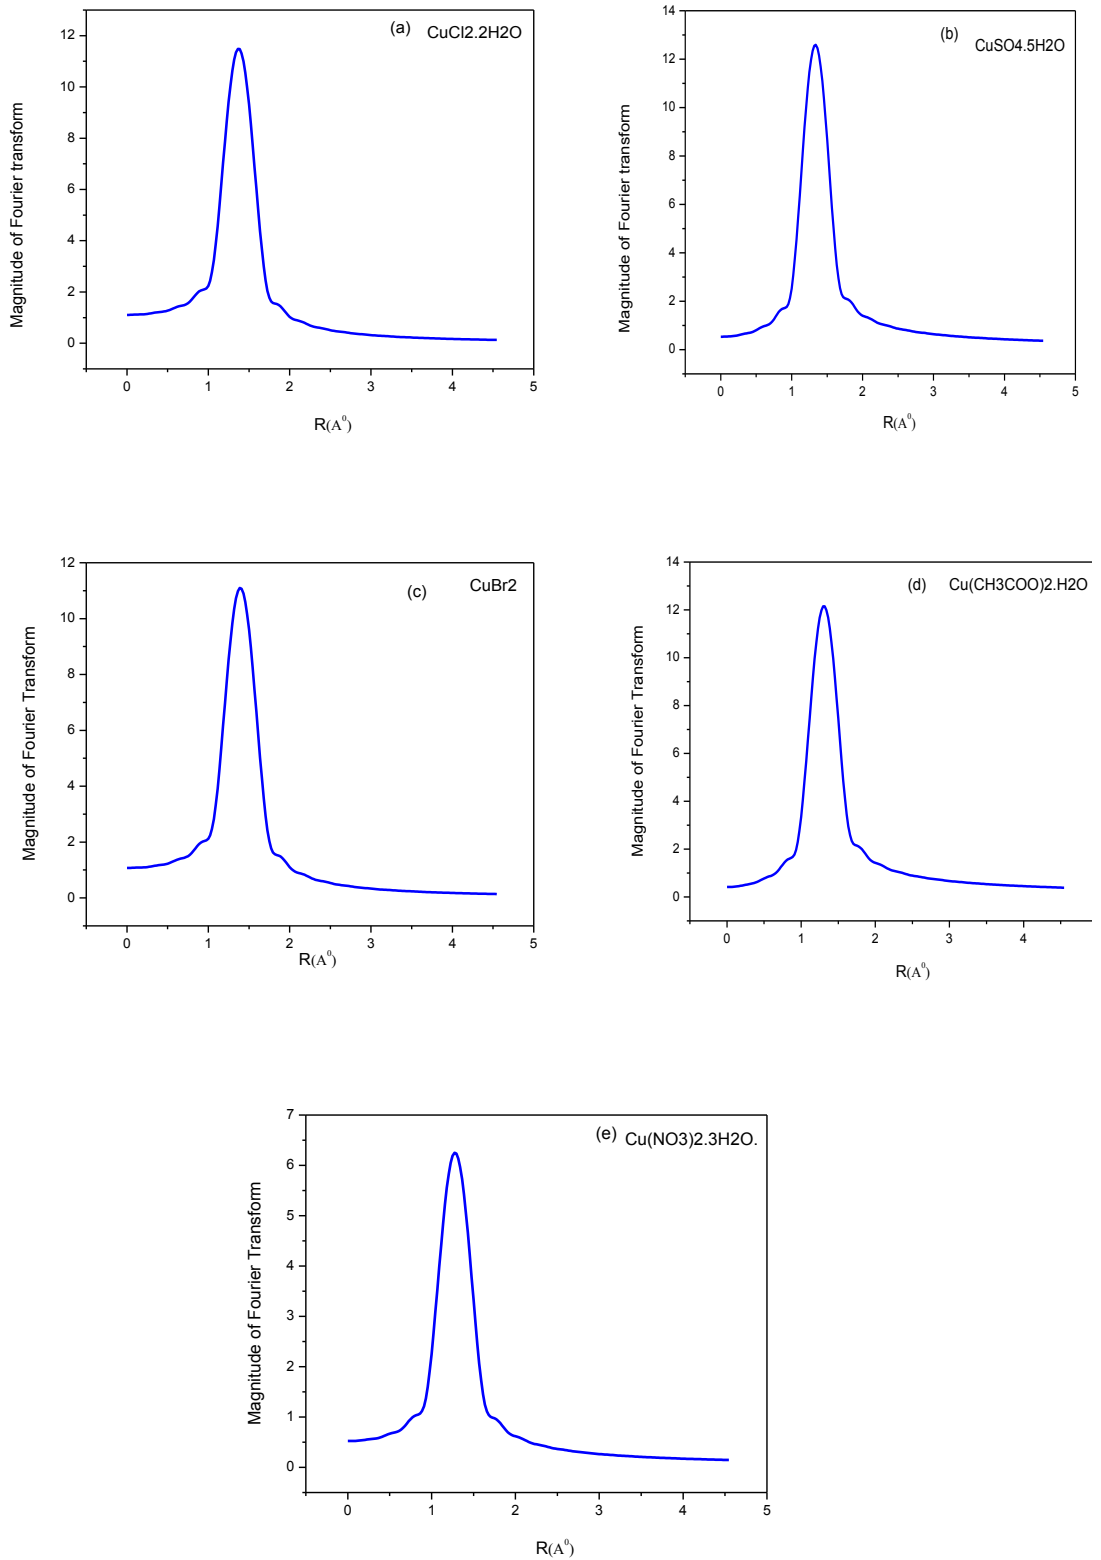 (a) CuCl2.2H2O
Magnitude of Fourier transform
12
10
8
6
4
2
0
0 1 2 3 4 5
R(A⁰)
(b) CuSO4.5H2O
Magnitude of Fourier transform
14
12
10
8
6
4
2
0
0 1 2 3 4 5
R(A⁰)
(c) CuBr2
Magnitude of Fourier Transform
12
10
8
6
4
2
0
0 1 2 3 4 5
R(A⁰)
(d) Cu(CH3COO)2.H2O
Magnitude of Fourier Transform
14
12
10
8
6
4
2
0
0 1 2 3 4
R(A⁰)
(e) Cu(NO3)2.3H2O.
Magnitude of Fourier Transform
7
6
5
4
3
2
1
0
0 1 2 3 4 5
R(A⁰)